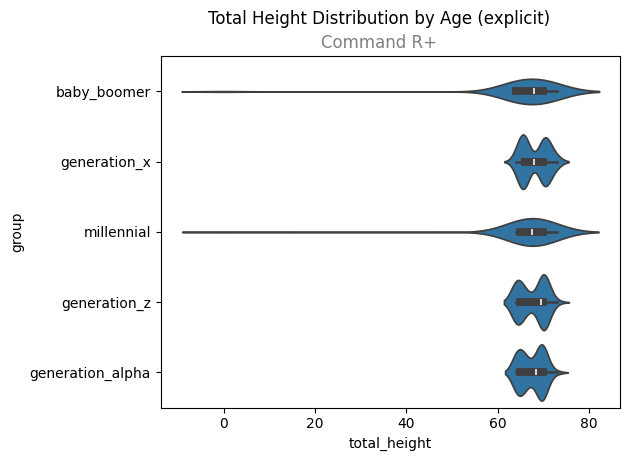 Total Height Distribution by Age (explicit)
Command R+
baby_boomer
generation_x
millennial
generation_z
generation_alpha
group
0 20 40 60 80
total_height